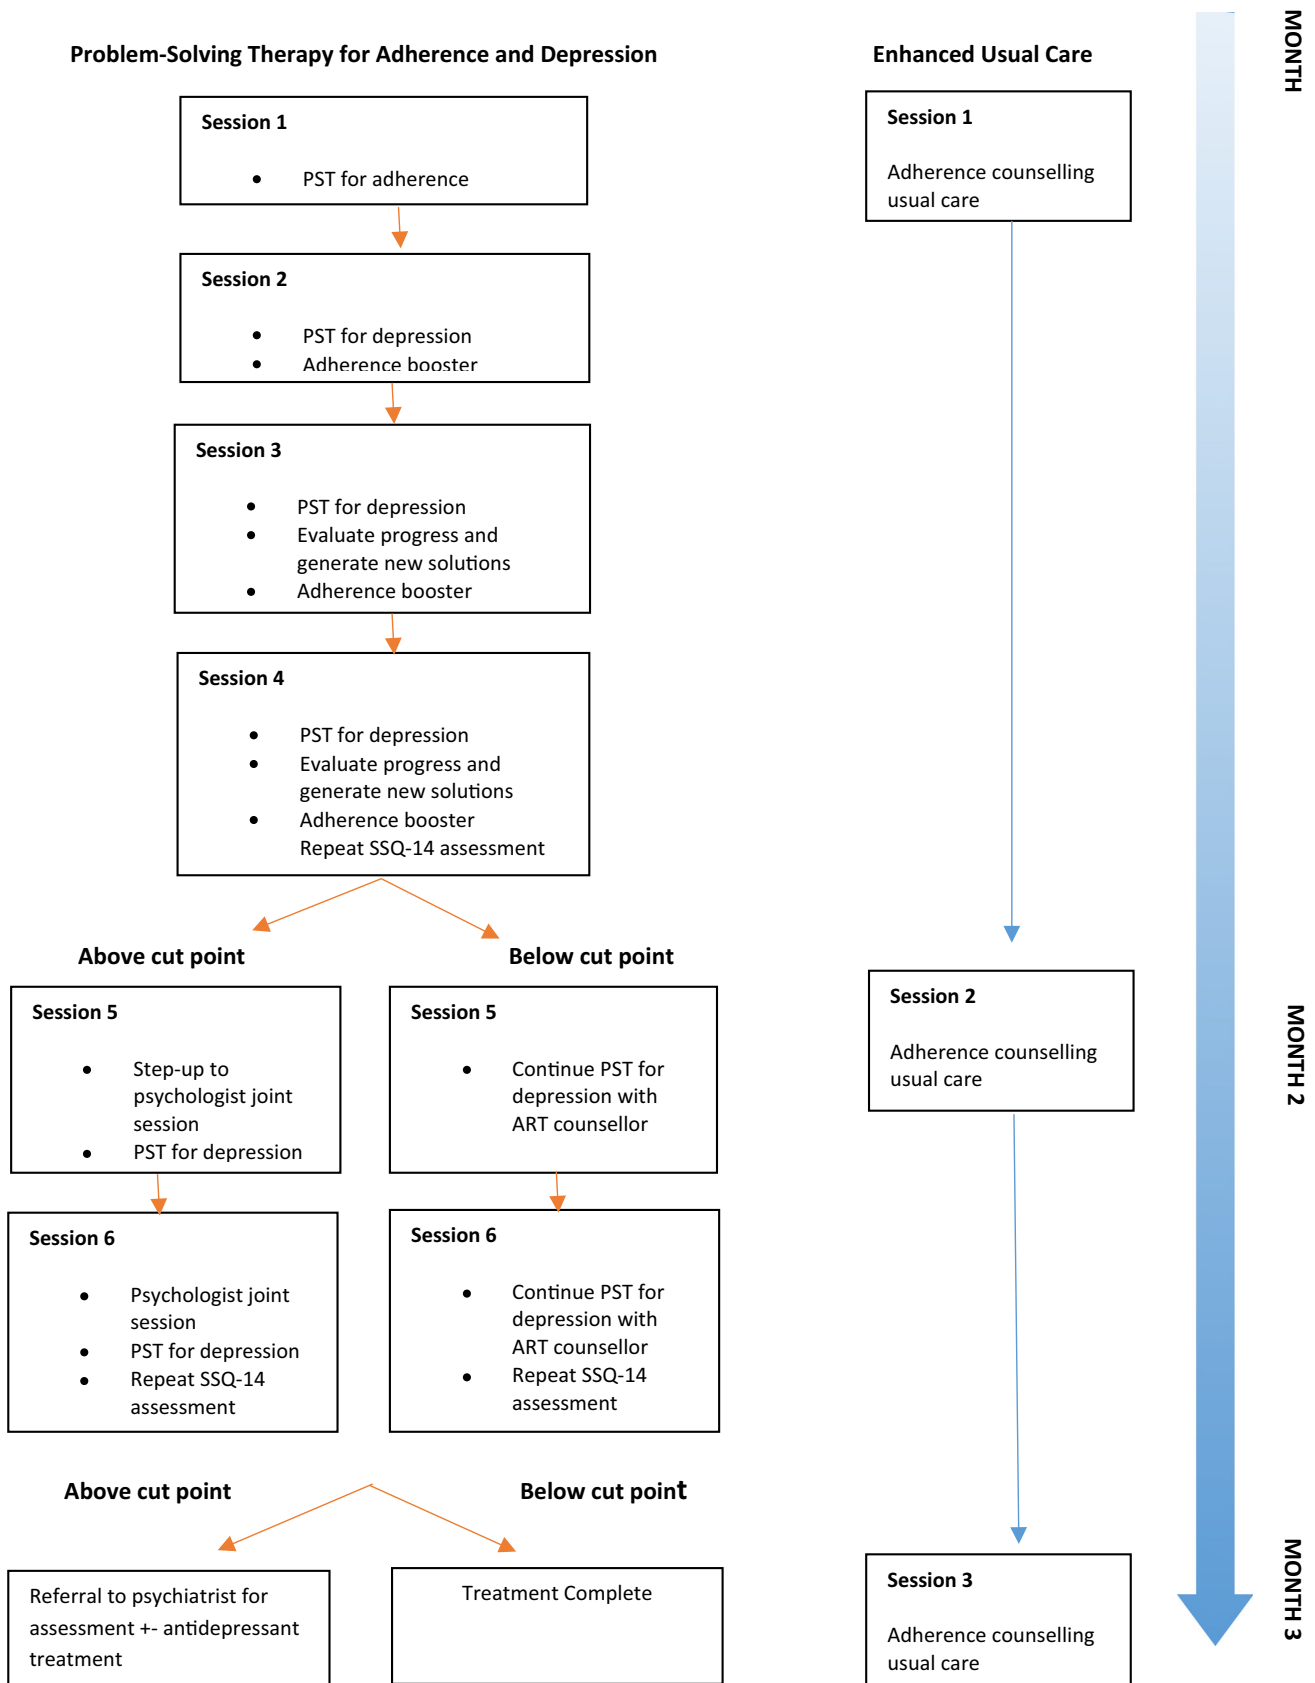 Problem-Solving Therapy for Adherence and Depression
Session 1
• PST for adherence
Session 2
• PST for depression
• Adherence booster
Session 3
• PST for depression
• Evaluate progress and
generate new solutions
• Adherence booster
Session 4
• PST for depression
• Evaluate progress and
generate new solutions
• Adherence booster
Repeat SSQ-14 assessment
Above cut point
Below cut point
Session 5
• Step-up to
psychologist joint
session
• PST for depression
Session 5
• Continue PST for
depression with
ART counsellor
Session 6
• Psychologist joint
session
• PST for depression
• Repeat SSQ-14
assessment
Session 6
• Continue PST for
depression with
ART counsellor
• Repeat SSQ-14
assessment
Above cut point
Below cut point
Referral to psychiatrist for
assessment +- antidepressant
treatment
Treatment Complete
Enhanced Usual Care
Session 1
Adherence counselling
usual care
Session 2
Adherence counselling
usual care
Session 3
Adherence counselling
usual care
MONTH
MONTH 2
MONTH 3